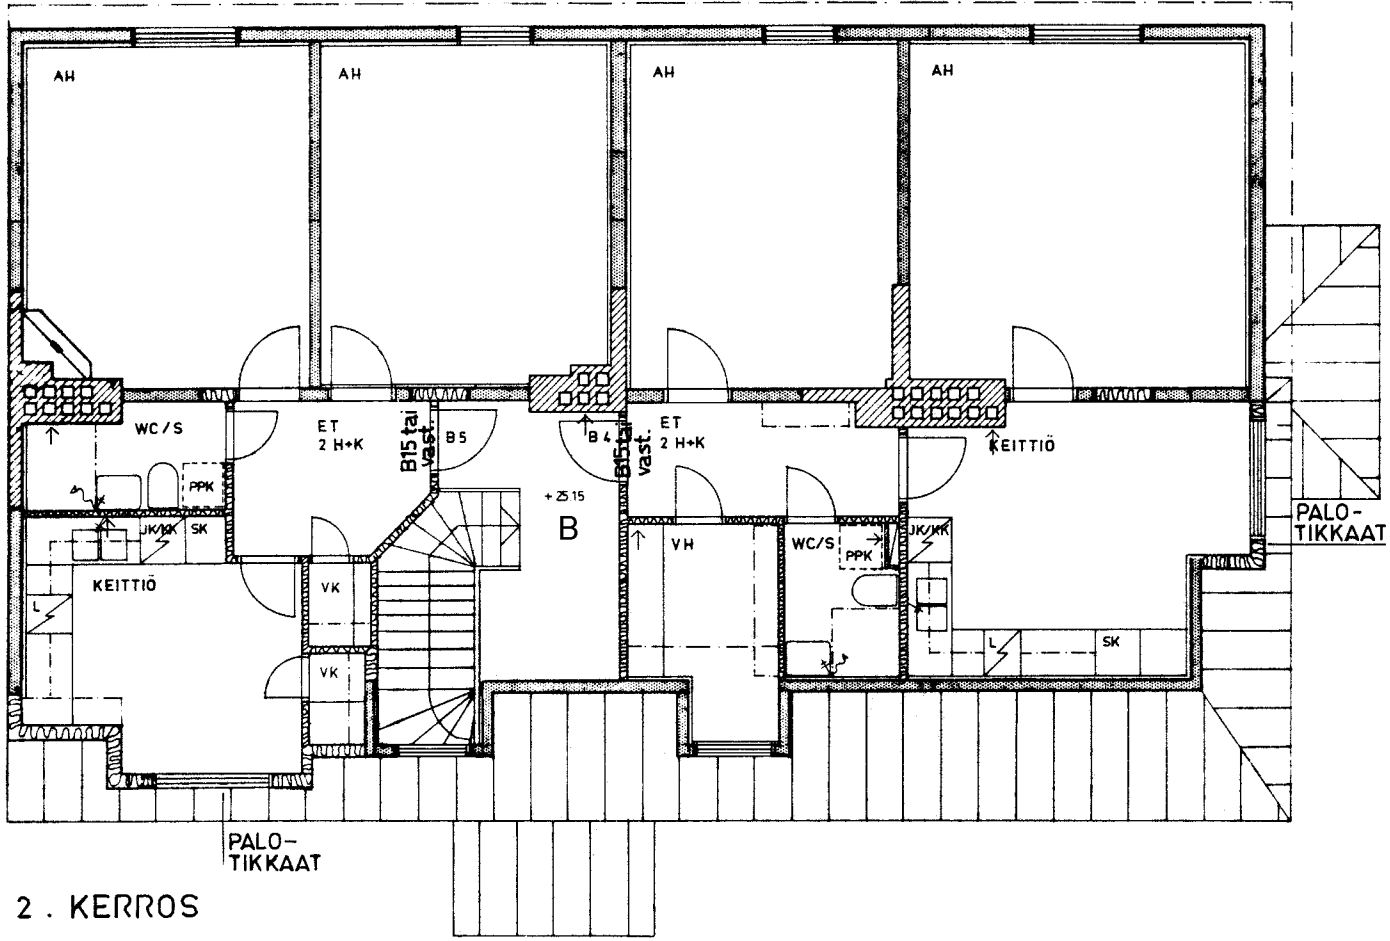 AH
AH
AH
AH
WC/S
ET
2 H+K
B15 tai
vast.
B5
B4
B15 tai
vast.
ET
2 H+K
KEITTIÖ
PPK
+ 25.15
B
JK/KK
SK
KEITTIÖ
L
VK
VK
VH
WC/S
PPK
JK/KK
L
SK
PALO-
TIKKAAT
PALO-
TIKKAAT
2 . KERROS